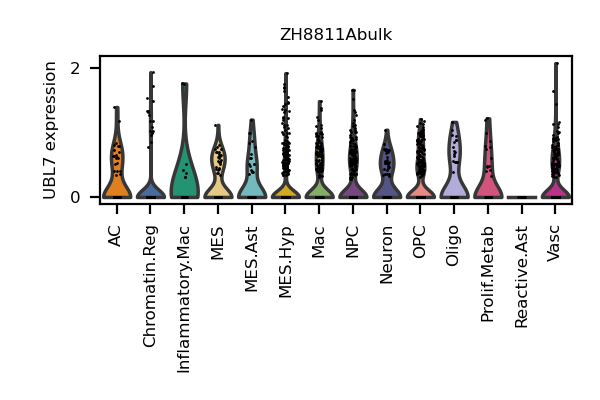 ZH8811Abulk
UBL7 expression
2
0
AC
Chromatin.Reg
Inflammatory.Mac
MES
MES.Ast
MES.Hyp
Mac
NPC
Neuron
OPC
Oligo
Prolif.Metab
Reactive.Ast
Vasc